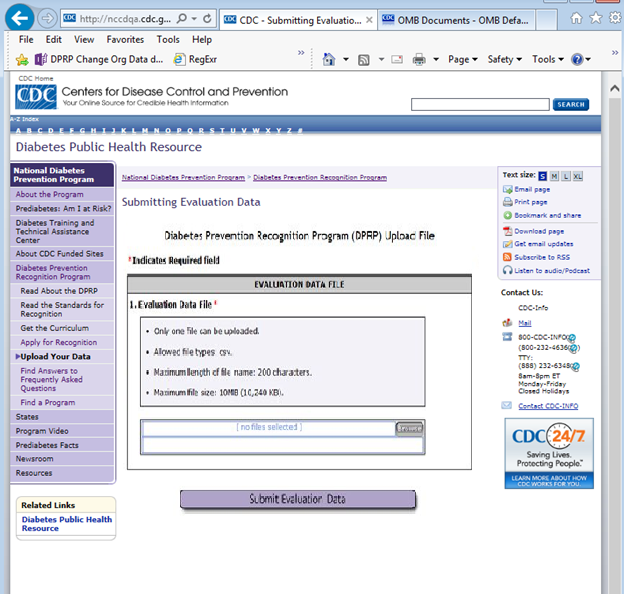 http://nccdqa.cdc.g...
CDC - Submitting Evaluatio...
OMB Documents - OMB Defa...
File Edit View Favorites Tools Help
DPRP Change Org Data d...
RegExr
Page Safety Tools
CDC Home
CDC
Centers for Disease Control and Prevention
Your Online Source for Credible Health Information
SEARCH
A-Z Index
A B C D E F G H I J K L M N O P Q R S T U V W X Y Z #
Diabetes Public Health Resource
National Diabetes
Prevention Program
About the Program
Prediabetes: Am I at Risk?
Diabetes Training and
Technical Assistance
Center
About CDC Funded Sites
Diabetes Prevention
Recognition Program
Read About the DPRP
Read the Standards for
Recognition
Get the Curriculum
Apply for Recognition
Upload Your Data
Find Answers to
Frequently Asked
Questions
Find a Program
States
Program Video
Prediabetes Facts
Newsroom
Resources
Related Links
Diabetes Public Health
Resource
National Diabetes Prevention Program > Diabetes Prevention Recognition Program
Submitting Evaluation Data
Diabetes Prevention Recognition Program (DPRP) Upload File
*Indicates Required field
EVALUATION DATA FILE
1. Evaluation Data File *
• Only one file can be uploaded.
• Allowed file types csv.
• Maximum length of file name: 200 characters.
• Maximum file size: 10MB (10,240 KB).
[ no files selected ]
Browse
Submit Evaluation Data
Text size: S M L XL
Email page
Print page
Bookmark and share
Download page
Get email updates
Subscribe to RSS
Listen to audio/Podcast
Contact Us:
CDC-Info
Mail
800-CDC-INFO
(800-232-4636)
TTY:
(888) 232-6348
8am-8pm ET
Monday-Friday
Closed Holidays
Contact CDC-INFO
CDC 24/7
Saving Lives.
Protecting People.™
LEARN MORE ABOUT HOW
CDC WORKS FOR YOU.